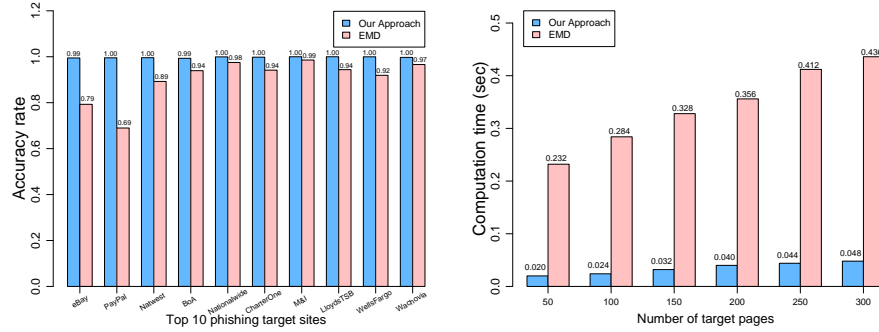 Our Approach
EMD
Accuracy rate
0.0
0.2
0.4
0.6
0.8
1.0
1.2
0.99
0.79
1.00
0.69
1.00
0.89
0.99
0.94
1.00
0.98
1.00
0.94
1.00
0.99
1.00
0.94
1.00
0.92
1.00
0.97
eBay
PayPal
Natwest
BoA
Nationalwide
CharterOne
M&I
LloydsTSB
WellsFargo
Wachovia
Top 10 phishing target sites
Our Approach
EMD
Computation time (sec)
0.0
0.1
0.2
0.3
0.4
0.5
0.020
0.232
0.024
0.284
0.032
0.328
0.040
0.356
0.044
0.412
0.048
50
100
150
200
250
300
Number of target pages